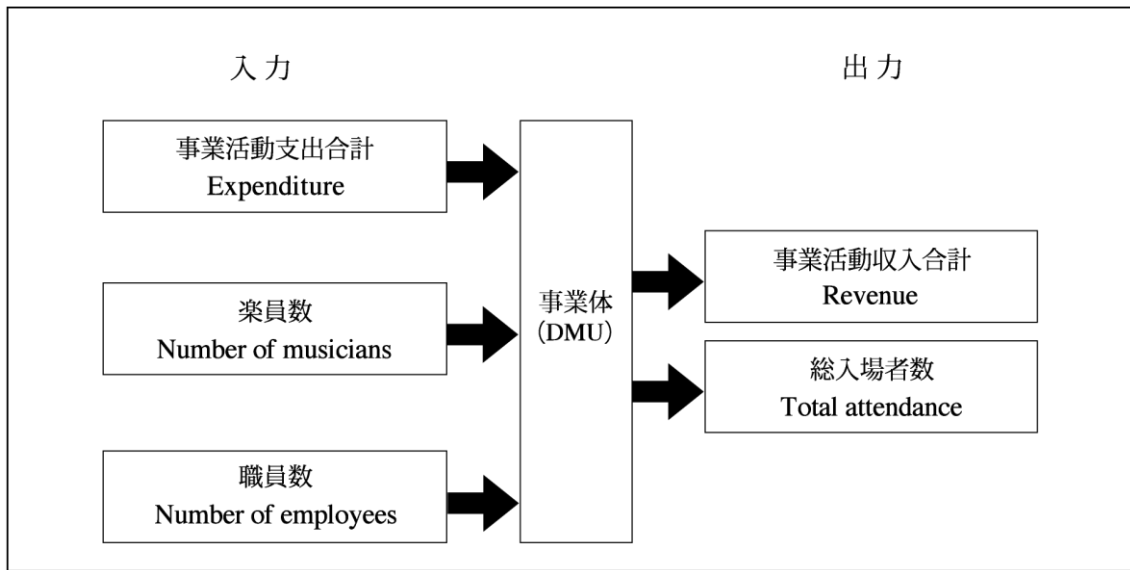 入 力
出 力
事業活動支出合計
Expenditure
楽員数
Number of musicians
職員数
Number of employees
事業体
（DMU）
事業活動収入合計
Revenue
総入場者数
Total attendance